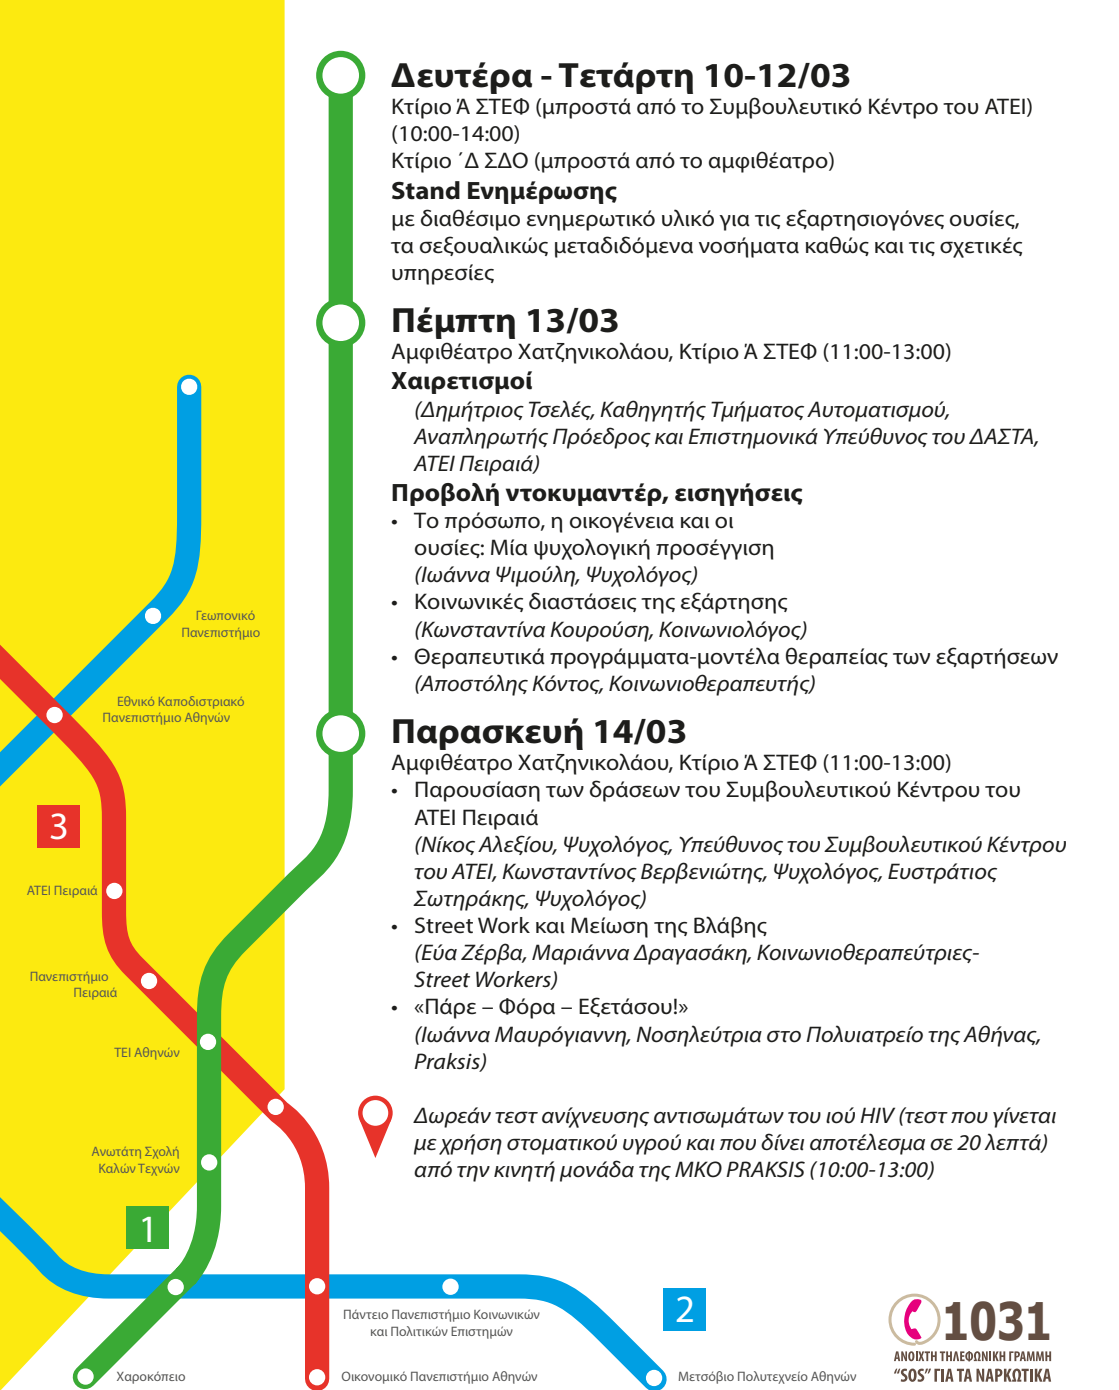 Δευτέρα - Τετάρτη 10-12/03
Κτίριο Ά ΣΤΕΦ (μπροστά από το Συμβουλευτικό Κέντρο του ΑΤΕΙ)
(10:00-14:00)
Κτίριο ΄Δ ΣΔΟ (μπροστά από το αμφιθέατρο)
Stand Ενημέρωσης
με διαθέσιμο ενημερωτικό υλικό για τις εξαρτησιογόνες ουσίες,
τα σεξουαλικώς μεταδιδόμενα νοσήματα καθώς και τις σχετικές
υπηρεσίες
Πέμπτη 13/03
Αμφιθέατρο Χατζηνικολάου, Κτίριο Ά ΣΤΕΦ (11:00-13:00)
Χαιρετισμοί
(Δημήτριος Τσελές, Καθηγητής Τμήματος Αυτοματισμού,
Αναπληρωτής Πρόεδρος και Επιστημονικά Υπεύθυνος του ΔΑΣΤΑ,
ΑΤΕΙ Πειραιά)
Προβολή ντοκυμαντέρ, εισηγήσεις
• Το πρόσωπο, η οικογένεια και οι
ουσίες: Μία ψυχολογική προσέγγιση
(Ιωάννα Ψιμούλη, Ψυχολόγος)
• Κοινωνικές διαστάσεις της εξάρτησης
(Κωνσταντίνα Κουρούση, Κοινωνιολόγος)
• Θεραπευτικά προγράμματα-μοντέλα θεραπείας των εξαρτήσεων
(Αποστόλης Κόντος, Κοινωνιοθεραπευτής)
Παρασκευή 14/03
Αμφιθέατρο Χατζηνικολάου, Κτίριο Ά ΣΤΕΦ (11:00-13:00)
• Παρουσίαση των δράσεων του Συμβουλευτικού Κέντρου του
ΑΤΕΙ Πειραιά
(Νίκος Αλεξίου, Ψυχολόγος, Υπεύθυνος του Συμβουλευτικού Κέντρου
του ΑΤΕΙ, Κωνσταντίνος Βερβενιώτης, Ψυχολόγος, Ευστράτιος
Σωτηράκης, Ψυχολόγος)
• Street Work και Μείωση της Βλάβης
(Εύα Ζέρβα, Μαριάννα Δραγασάκη, Κοινωνιοθεραπεύτριες-
Street Workers)
• «Πάρε – Φόρα – Εξετάσου!»
(Ιωάννα Μαυρόγιαννη, Νοσηλεύτρια στο Πολυιατρείο της Αθήνας,
Praksis)
Δωρεάν τεστ ανίχνευσης αντισωμάτων του ιού HIV (τεστ που γίνεται
με χρήση στοματικού υγρού και που δίνει αποτέλεσμα σε 20 λεπτά)
από την κινητή μονάδα της ΜΚΟ PRAKSIS (10:00-13:00)
Γεωπονικό
Πανεπιστήμιο
Εθνικό Καποδιστριακό
Πανεπιστήμιο Αθηνών
3
ΑΤΕΙ Πειραιά
Πανεπιστήμιο
Πειραιά
ΤΕΙ Αθηνών
Ανωτάτη Σχολή
Καλών Τεχνών
1
Πάντειο Πανεπιστήμιο Κοινωνικών
και Πολιτικών Επιστημών
2
Χαροκόπειο
Οικονομικό Πανεπιστήμιο Αθηνών
Μετσόβιο Πολυτεχνείο Αθηνών
1031
ΑΝΟΙΧΤΗ ΤΗΛΕΦΩΝΙΚΗ ΓΡΑΜΜΗ
“SOS” ΓΙΑ ΤΑ ΝΑΡΚΩΤΙΚΑ